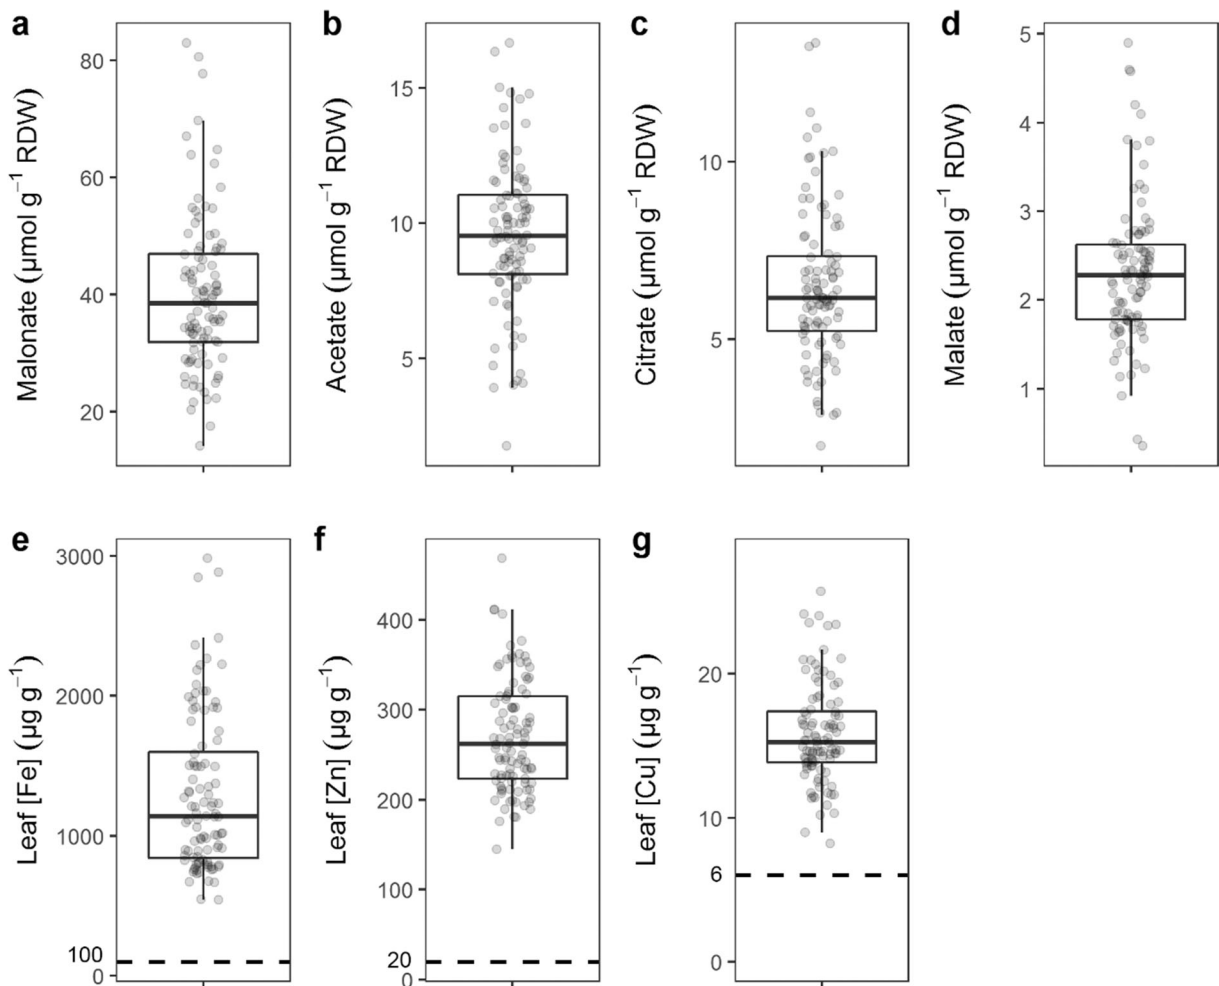 a
Malonate (µmol g⁻¹ RDW)
80
60
40
20
b
Acetate (µmol g⁻¹ RDW)
15
10
5
c
Citrate (µmol g⁻¹ RDW)
10
5
d
Malate (µmol g⁻¹ RDW)
5
4
3
2
1
e
Leaf [Fe] (µg g⁻¹)
3000
2000
1000
100
0
f
Leaf [Zn] (µg g⁻¹)
400
300
200
100
20
0
g
Leaf [Cu] (µg g⁻¹)
20
10
6
0